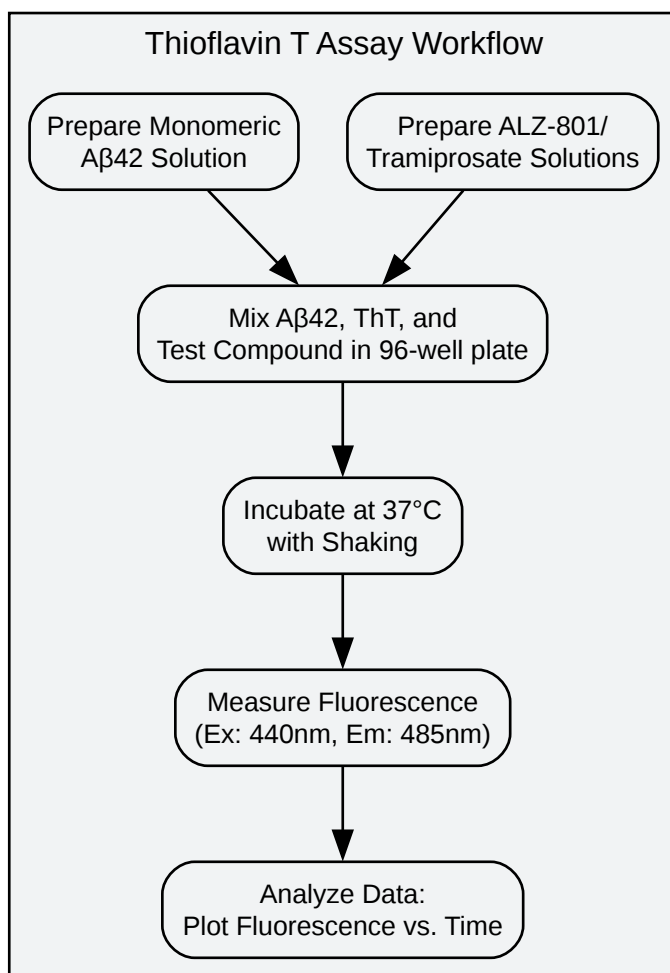 Thioflavin T Assay Workflow
Prepare Monomeric
Aβ42 Solution
Prepare ALZ-801/
Tramiprosate Solutions
Mix Aβ42, ThT, and
Test Compound in 96-well plate
Incubate at 37°C
with Shaking
Measure Fluorescence
(Ex: 440nm, Em: 485nm)
Analyze Data:
Plot Fluorescence vs. Time